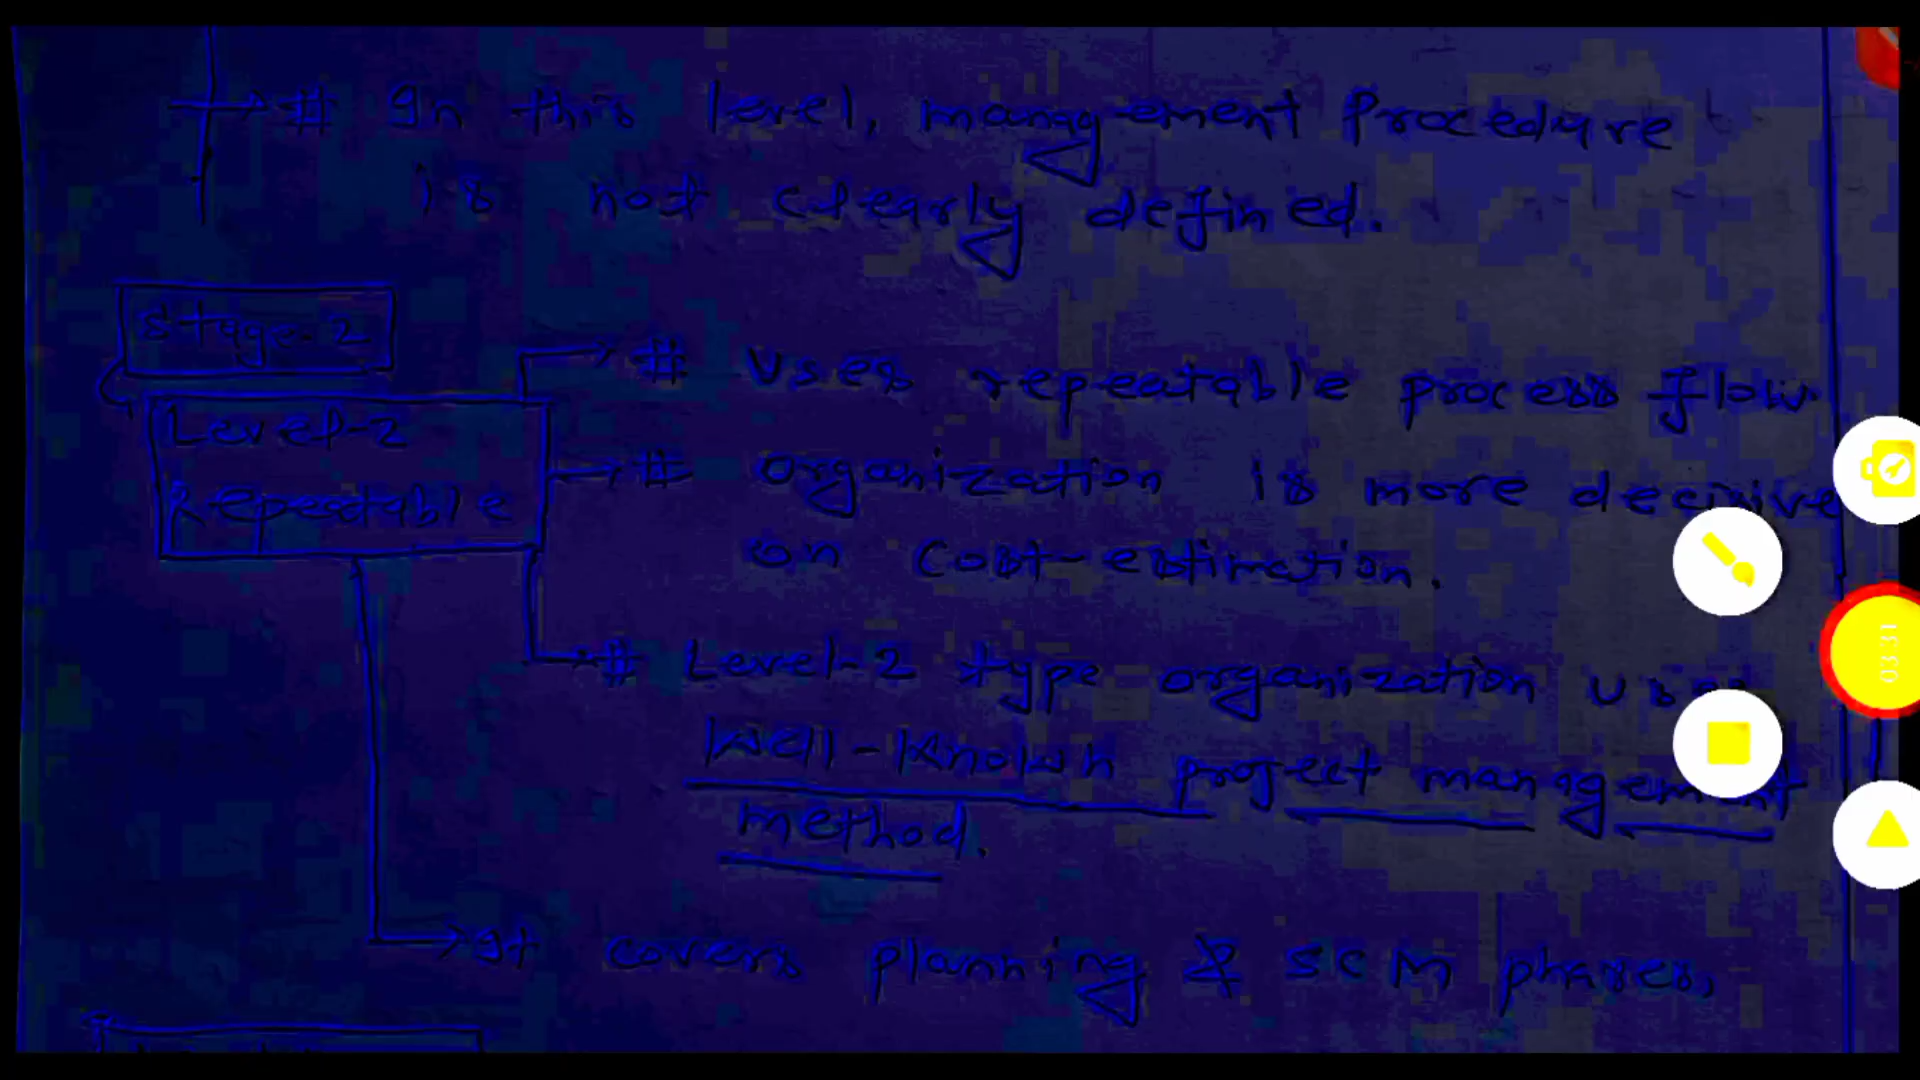 # In this level, management procedure
is not clearly defined.
Stage-2
Level-2
Repeatable
# Uses repeatable process flow
# organization is more decisive
on cost-estimation.
# Level-2 type organization uses
well-known project management
method.
It covers planning & SCM phases,
03:31